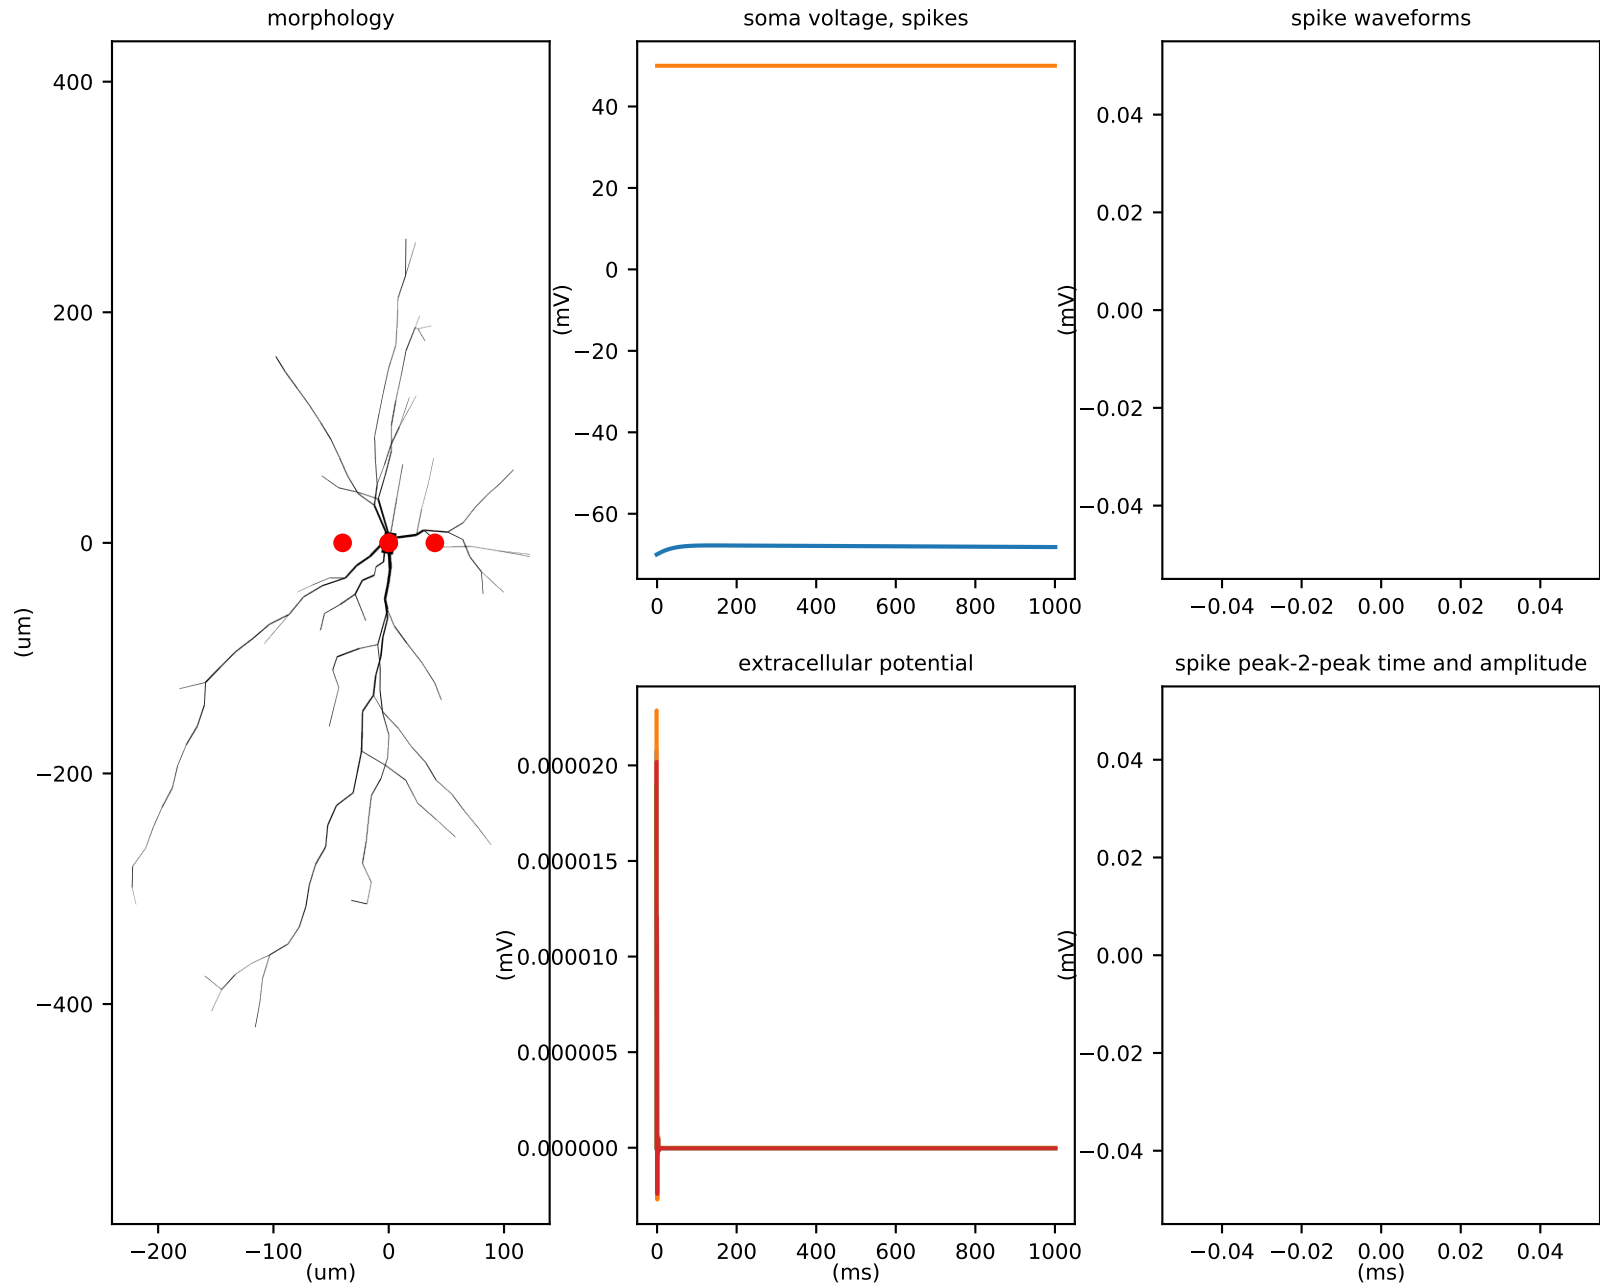 morphology
400
200
0
−200
−400
(um)
−200 −100 0 100
(um)
soma voltage, spikes
40
20
0
−20
−40
−60
(mV)
0 200 400 600 800 1000
spike waveforms
0.04
0.02
0.00
−0.02
−0.04
(mV)
−0.04 −0.02 0.00 0.02 0.04
extracellular potential
0.000020
0.000015
0.000010
0.000005
0.000000
(mV)
0 200 400 600 800 1000
(ms)
spike peak-2-peak time and amplitude
0.04
0.02
0.00
−0.02
−0.04
(mV)
−0.04 −0.02 0.00 0.02 0.04
(ms)